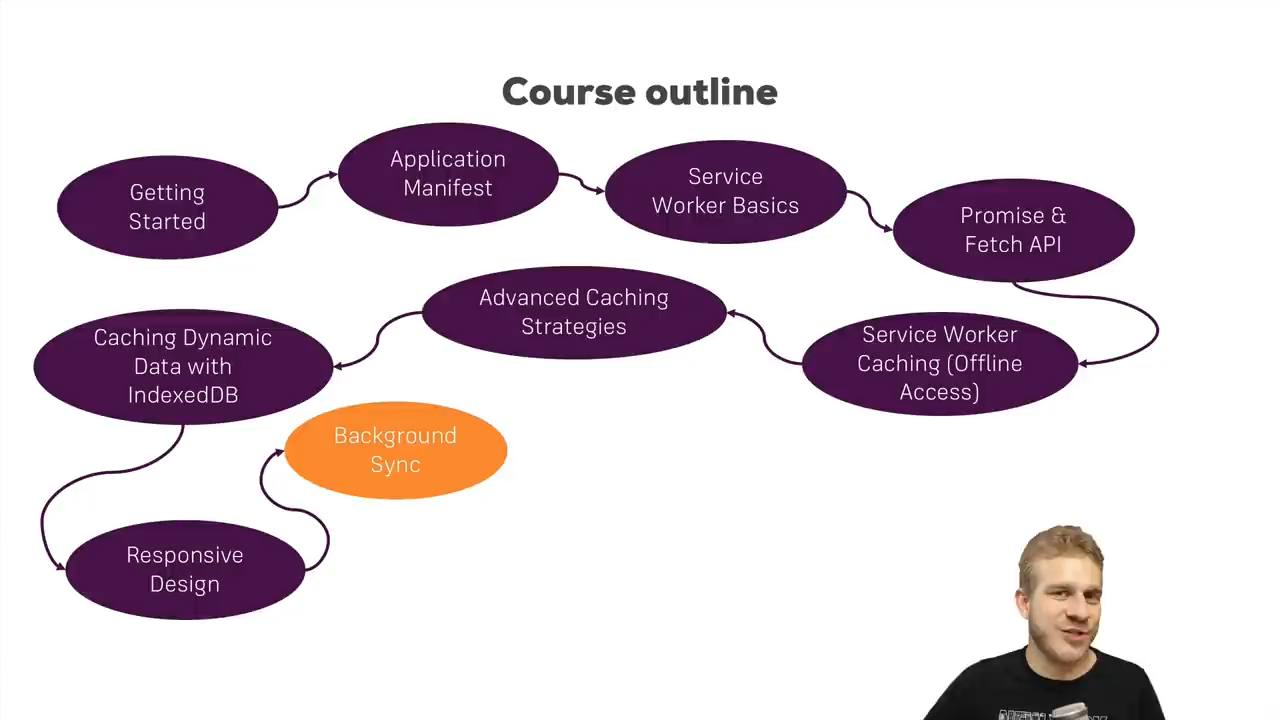 Course outline
Getting
Started
Application
Manifest
Service
Worker Basics
Promise &
Fetch API
Service Worker
Caching (Offline
Access)
Advanced Caching
Strategies
Caching Dynamic
Data with
IndexedDB
Responsive
Design
Background
Sync